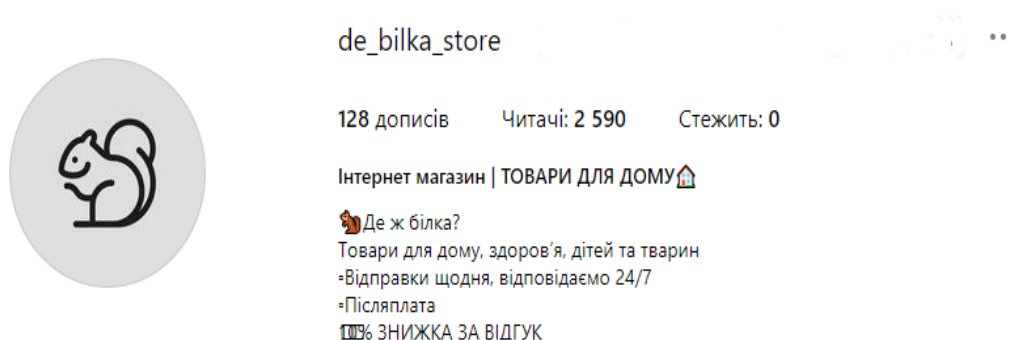 de_bilka_store
128 дописів Читачі: 2 590 Стежить: 0
Інтернет магазин | ТОВАРИ ДЛЯ ДОМУ🏠
🐿Де ж білка?
Товари для дому, здоров'я, дітей та тварин
▫Відправки щодня, відповідаємо 24/7
▫Післяплата
10% ЗНИЖКА ЗА ВІДГУК